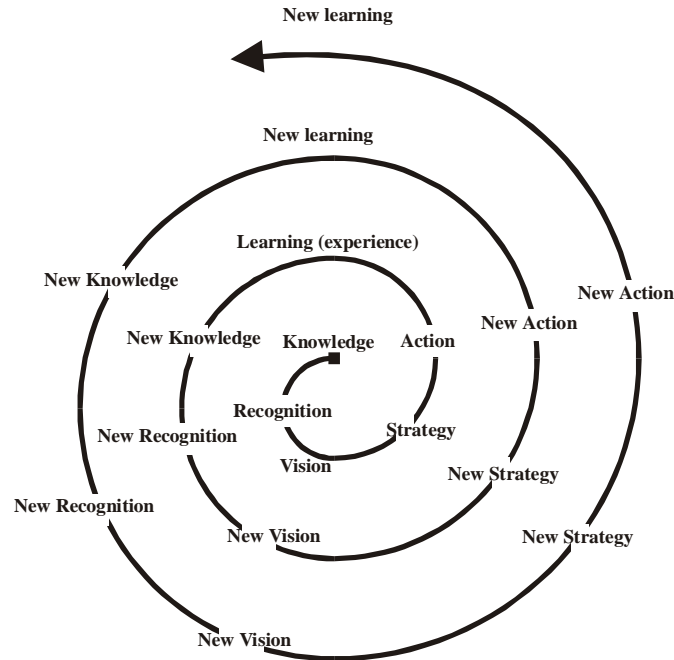 New learning
New learning
Learning (experience)
New Knowledge
New Action
New Knowledge
Knowledge
Action
New Action
Recognition
New Recognition
Strategy
Vision
New Strategy
New Recognition
New Vision
New Strategy
New Vision